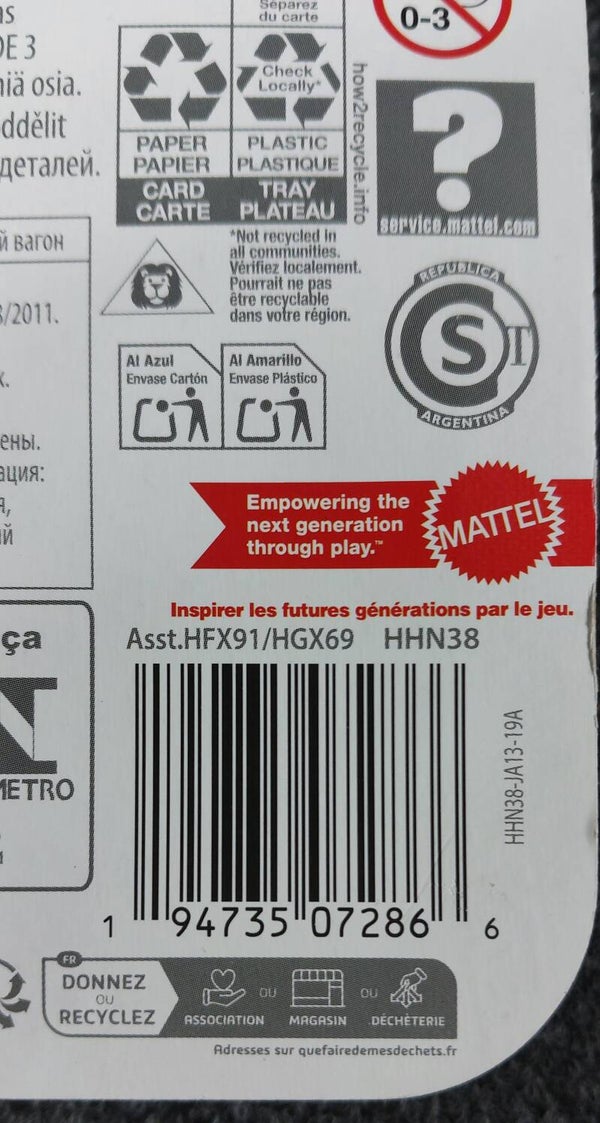 DE 3
osia.
ddělit
деталей.
й вагон
/2011.
ены.
ация:
ça
METRO
Séparez
du carte
0-3
Check
Locally*
PAPER
PAPIER
PLASTIC
PLASTIQUE
CARD
CARTE
TRAY
PLATEAU
how2recycle.info
service.mattel.com
*Not recycled in
all communities.
Vérifiez localement.
Pourrait ne pas
être recyclable
dans votre région.
REPUBLICA
S T
ARGENTINA
Al Azul
Envase Cartón
Al Amarillo
Envase Plástico
Empowering the
next generation
through play.™
MATTEL
Inspirer les futures générations par le jeu.
Asst.HFX91/HGX69 HHN38
HHN38-JA13-19A
1 94735 07286 6
FR
DONNEZ
OU
RECYCLEZ
ASSOCIATION
OU
MAGASIN
OU
DÉCHÈTERIE
Adresses sur quefairedemesdechets.fr